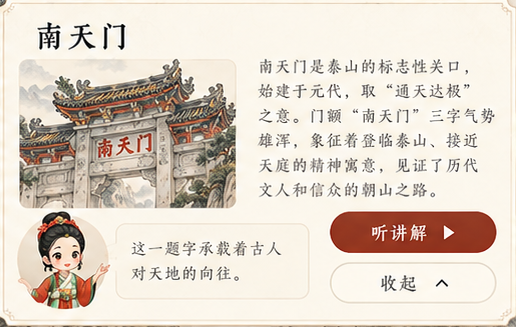 南天门
南天门
南天门是泰山的标志性关口，
始建于元代，取“通天达极”
之意。门额“南天门”三字气势
雄浑，象征着登临泰山、接近
天庭的精神寓意，见证了历代
文人和信众的朝山之路。
这一题字承载着古人
对天地的向往。
听讲解
收起